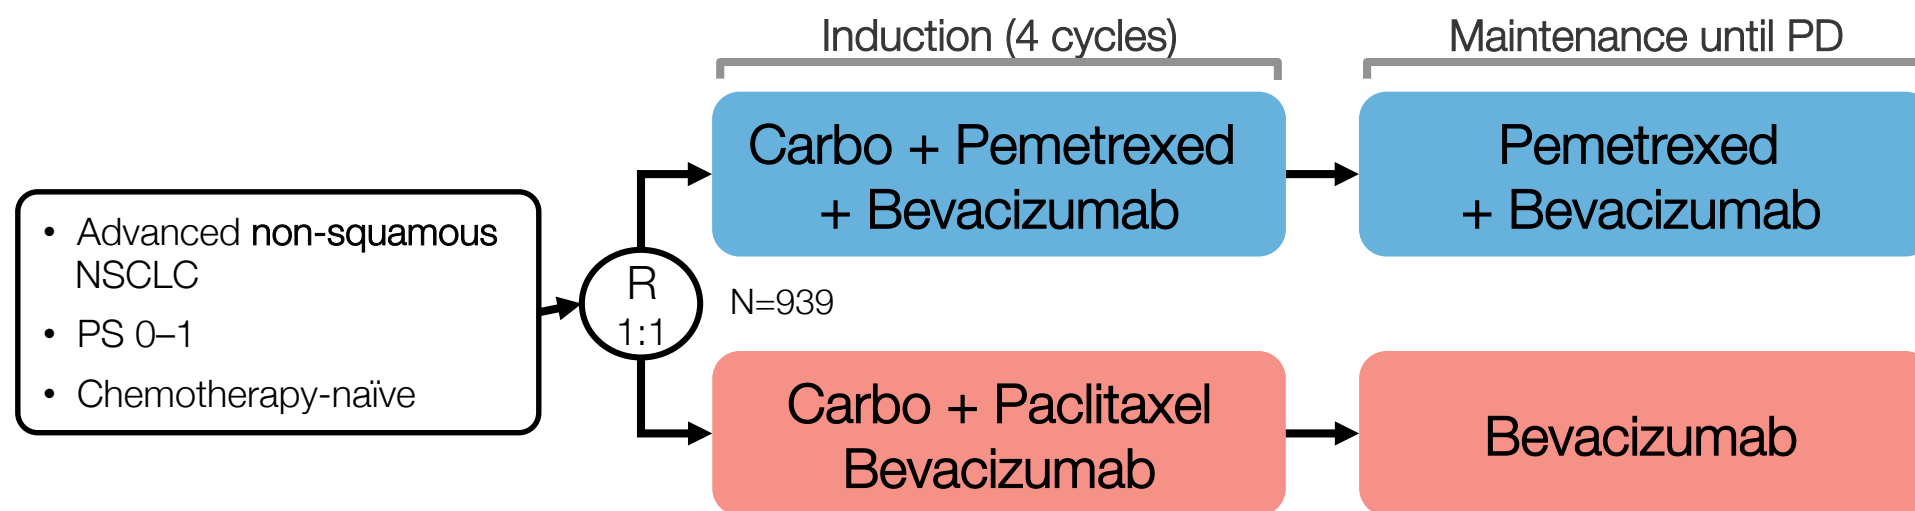 Induction (4 cycles)
Maintenance until PD
Carbo + Pemetrexed
+ Bevacizumab
Pemetrexed
+ Bevacizumab
• Advanced non-squamous
NSCLC
• PS 0–1
• Chemotherapy-naïve
R
1:1
N=939
Carbo + Paclitaxel
Bevacizumab
Bevacizumab